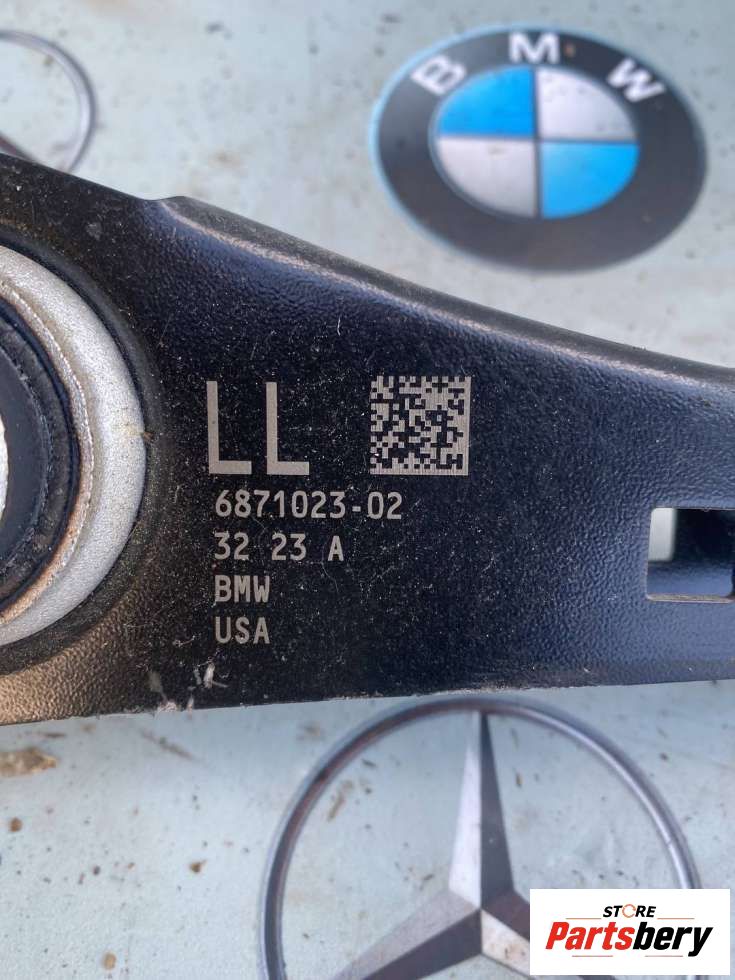 BMW
LL
6871023-02
32 23 A
BMW
USA
STORE
Partsbery